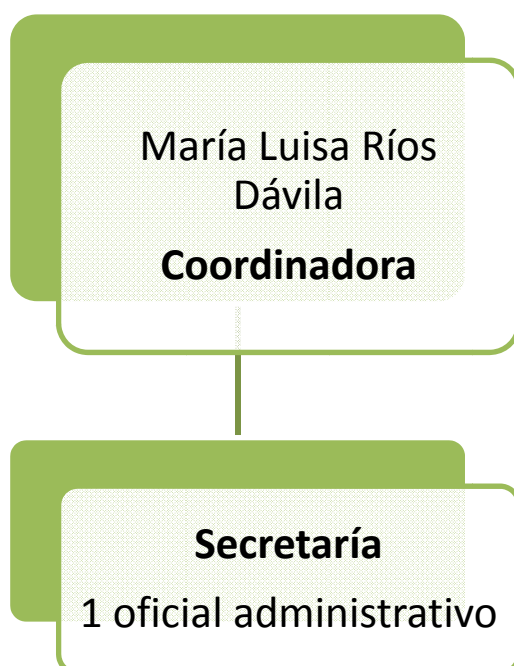 María Luisa Ríos
Dávila
Coordinadora
Secretaría
1 oficial administrativo